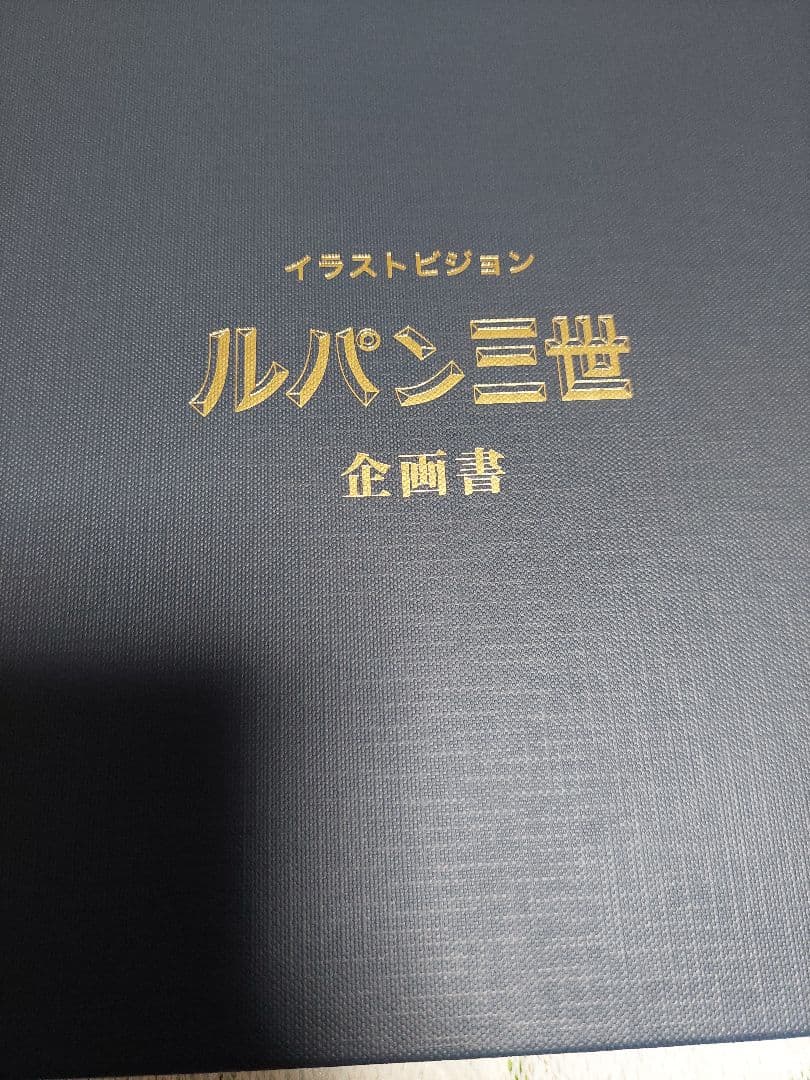 イラストビジョン
ルパン三世
企画書